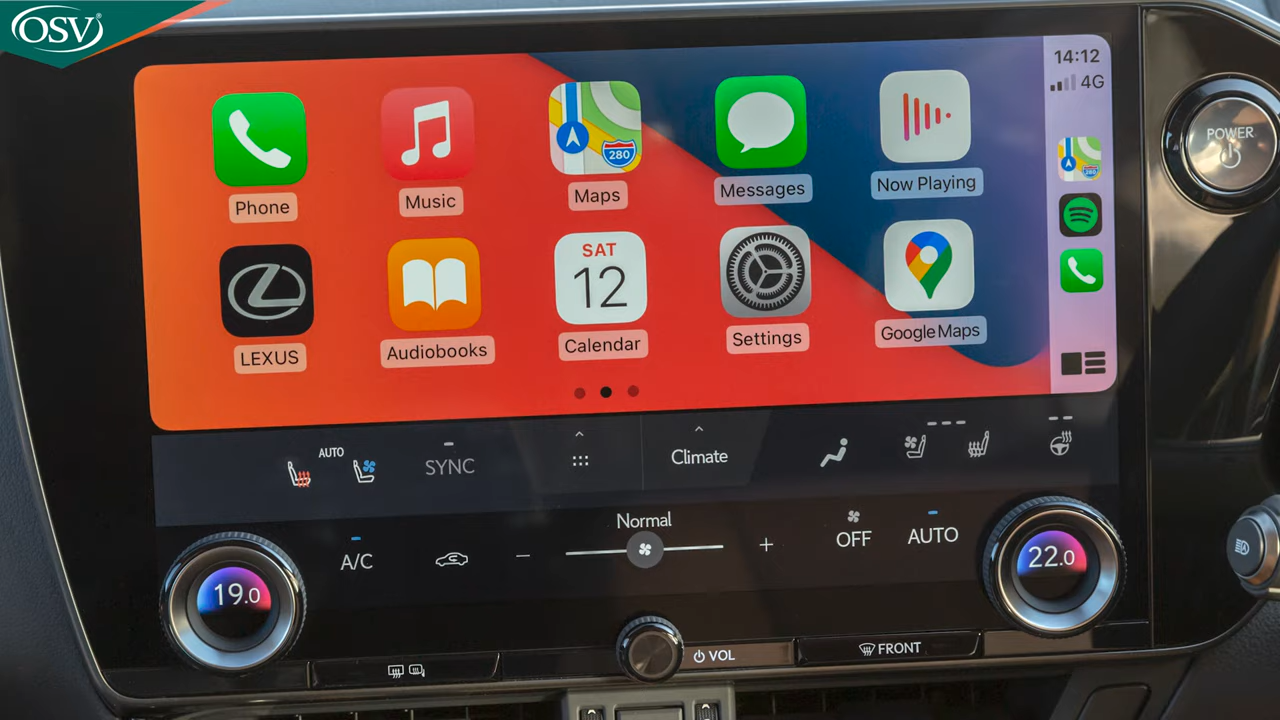 OSV®
14:12
4G
POWER
280
280
Phone
Music
Maps
Messages
Now Playing
SAT
12
LEXUS
Audiobooks
Calendar
Settings
Google Maps
AUTO
SYNC
Climate
Normal
A/C
OFF
AUTO
19.0
22.0
VOL
FRONT